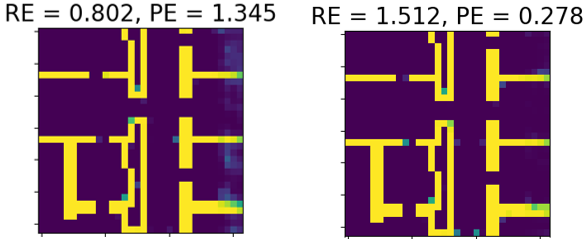 RE = 0.802, PE = 1.345
RE = 1.512, PE = 0.278